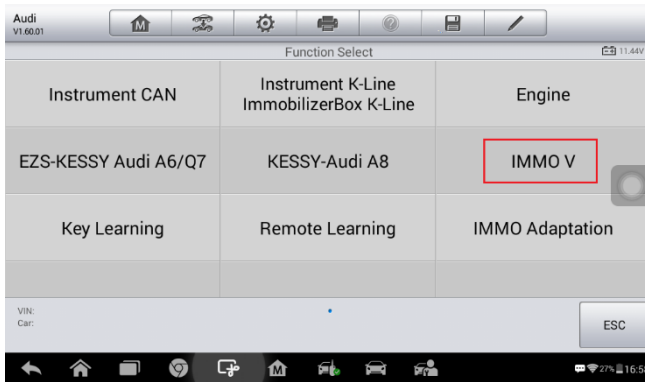 Audi
V1.60.01
Function Select
11.44V
Instrument CAN
Instrument K-Line
ImmobilizerBox K-Line
Engine
EZS-KESSY Audi A6/Q7
KESSY-Audi A8
IMMO V
Key Learning
Remote Learning
IMMO Adaptation
VIN:
Car:
ESC
27%